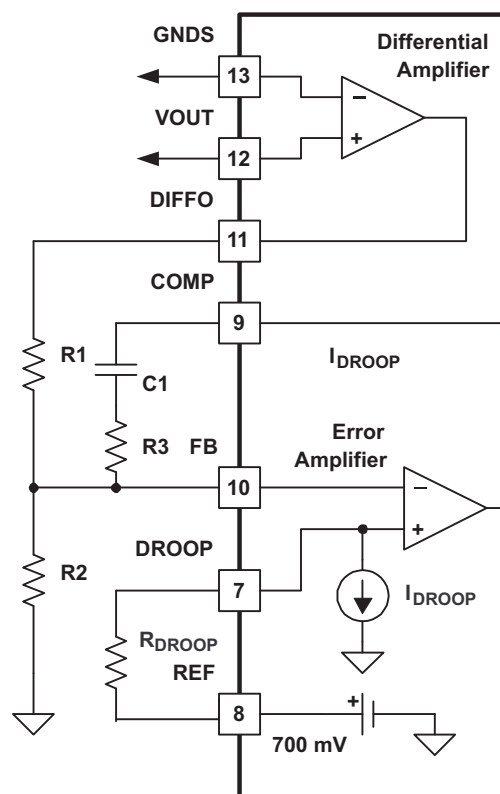 GNDS
Differential
Amplifier
13
−
VOUT
+
12
DIFFO
11
COMP
9
R1
IDROOP
C1
R3
FB
Error
Amplifier
10
−
DROOP
+
R2
7
IDROOP
RDROOP
REF
8
+
700 mV